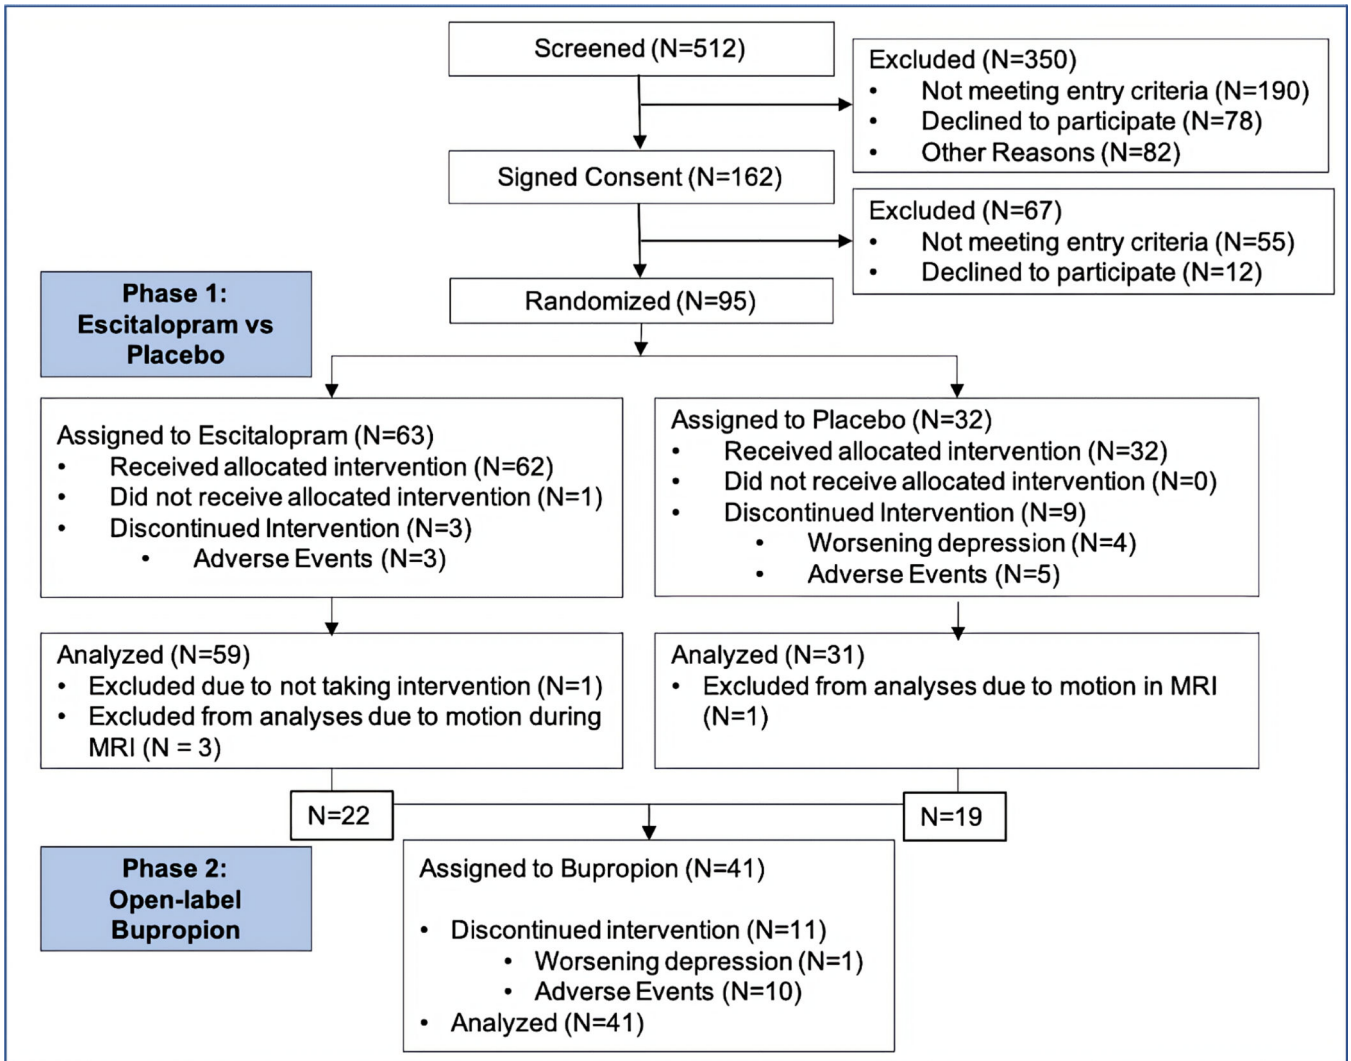 Screened (N=512)
Excluded (N=350)
• Not meeting entry criteria (N=190)
• Declined to participate (N=78)
• Other Reasons (N=82)
Signed Consent (N=162)
Excluded (N=67)
• Not meeting entry criteria (N=55)
• Declined to participate (N=12)
Randomized (N=95)
Phase 1:
Escitalopram vs
Placebo
Assigned to Escitalopram (N=63)
• Received allocated intervention (N=62)
• Did not receive allocated intervention (N=1)
• Discontinued Intervention (N=3)
• Adverse Events (N=3)
Assigned to Placebo (N=32)
• Received allocated intervention (N=32)
• Did not receive allocated intervention (N=0)
• Discontinued Intervention (N=9)
• Worsening depression (N=4)
• Adverse Events (N=5)
Analyzed (N=59)
• Excluded due to not taking intervention (N=1)
• Excluded from analyses due to motion during
MRI (N = 3)
Analyzed (N=31)
• Excluded from analyses due to motion in MRI
(N=1)
N=22
N=19
Phase 2:
Open-label
Bupropion
Assigned to Bupropion (N=41)
• Discontinued intervention (N=11)
• Worsening depression (N=1)
• Adverse Events (N=10)
• Analyzed (N=41)